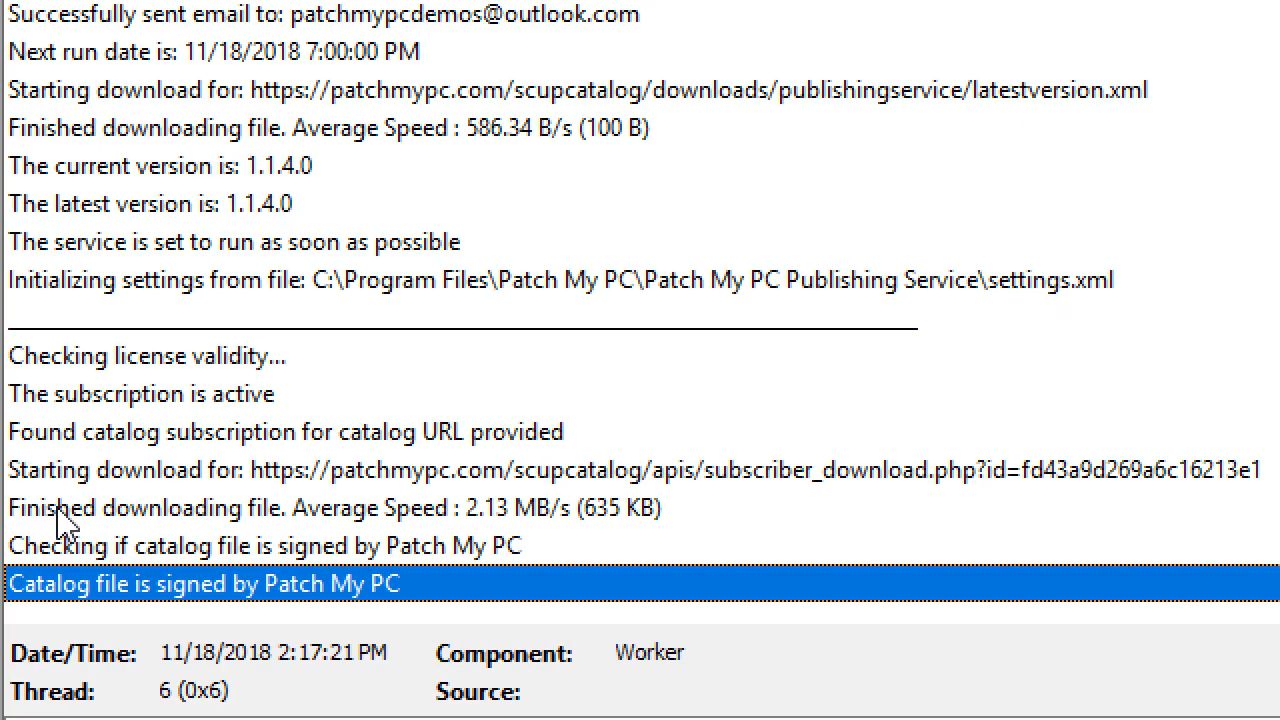 Successfully sent email to: patchmypcdemos@outlook.com
Next run date is: 11/18/2018 7:00:00 PM
Starting download for: https://patchmypc.com/scupcatalog/downloads/publishingservice/latestversion.xml
Finished downloading file. Average Speed : 586.34 B/s (100 B)
The current version is: 1.1.4.0
The latest version is: 1.1.4.0
The service is set to run as soon as possible
Initializing settings from file: C:\Program Files\Patch My PC\Patch My PC Publishing Service\settings.xml
Checking license validity...
The subscription is active
Found catalog subscription for catalog URL provided
Starting download for: https://patchmypc.com/scupcatalog/apis/subscriber_download.php?id=fd43a9d269a6c16213e1
Finished downloading file. Average Speed : 2.13 MB/s (635 KB)
Checking if catalog file is signed by Patch My PC
Catalog file is signed by Patch My PC
Date/Time: 11/18/2018 2:17:21 PM Component: Worker
Thread: 6 (0x6) Source: